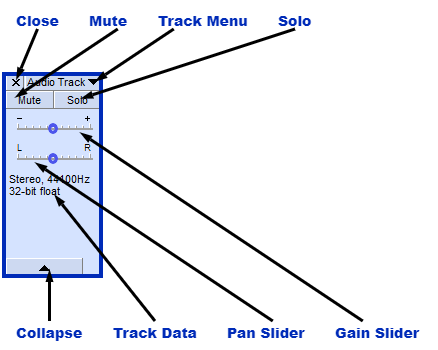 Close Mute Track Menu Solo
× Audio Track
Mute Solo
− +
L R
Stereo, 44100Hz
32-bit float
Collapse Track Data Pan Slider Gain Slider